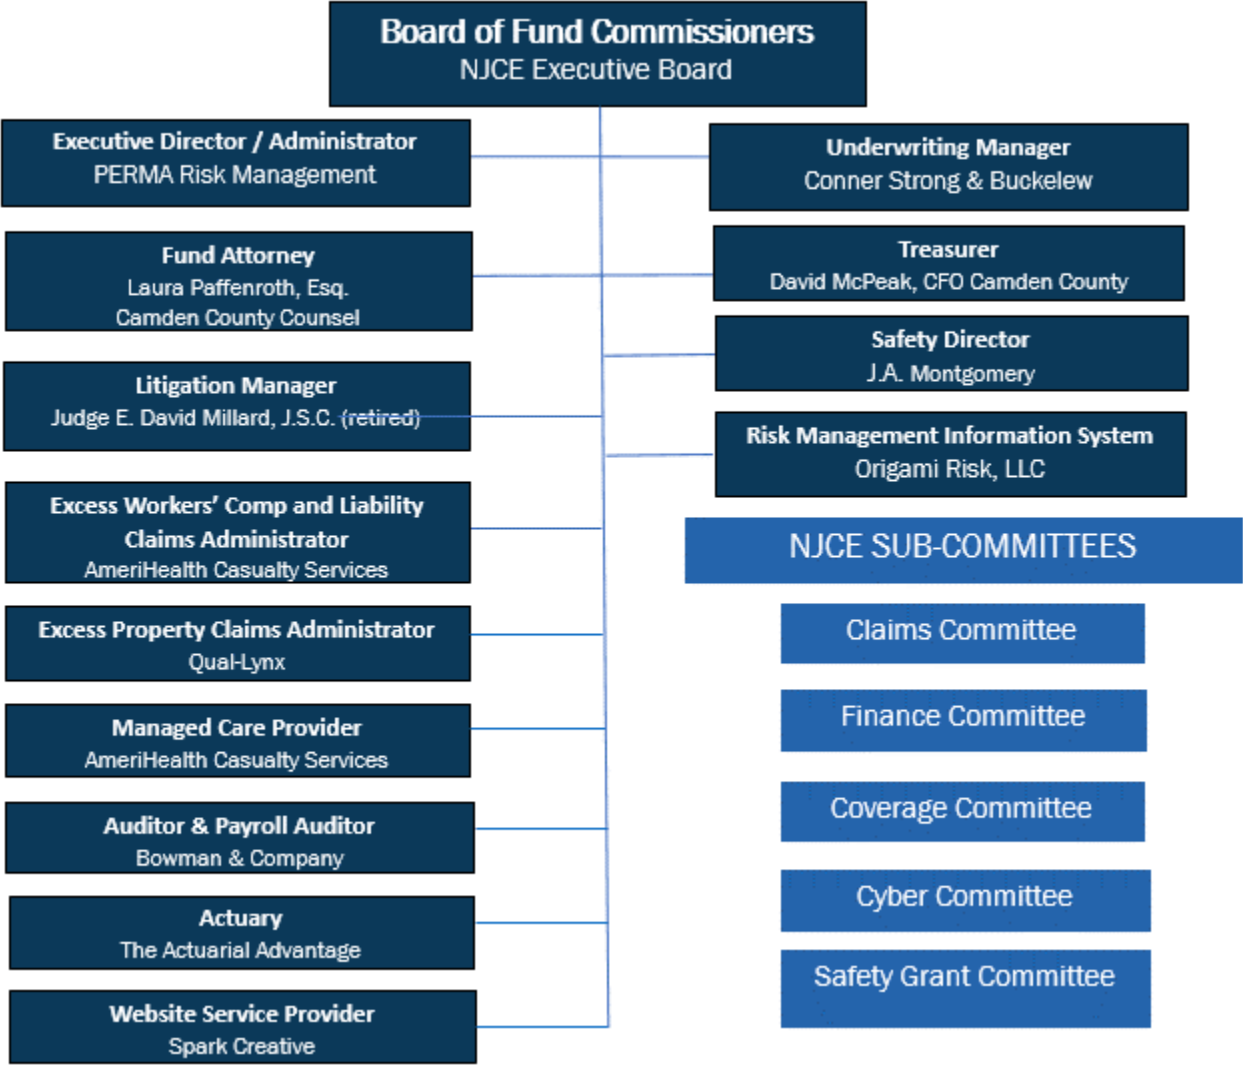 Board of Fund Commissioners
NJCE Executive Board
Executive Director / Administrator
PERMA Risk Management
Underwriting Manager
Conner Strong & Buckelew
Fund Attorney
Laura Paffenroth, Esq.
Camden County Counsel
Treasurer
David McPeak, CFO Camden County
Safety Director
J.A. Montgomery
Litigation Manager
Judge E. David Millard, J.S.C. (retired)
Risk Management Information System
Origami Risk, LLC
Excess Workers’ Comp and Liability
Claims Administrator
AmeriHealth Casualty Services
Excess Property Claims Administrator
Qual-Lynx
Managed Care Provider
AmeriHealth Casualty Services
Auditor & Payroll Auditor
Bowman & Company
Actuary
The Actuarial Advantage
Website Service Provider
Spark Creative
NJCE SUB-COMMITTEES
Claims Committee
Finance Committee
Coverage Committee
Cyber Committee
Safety Grant Committee